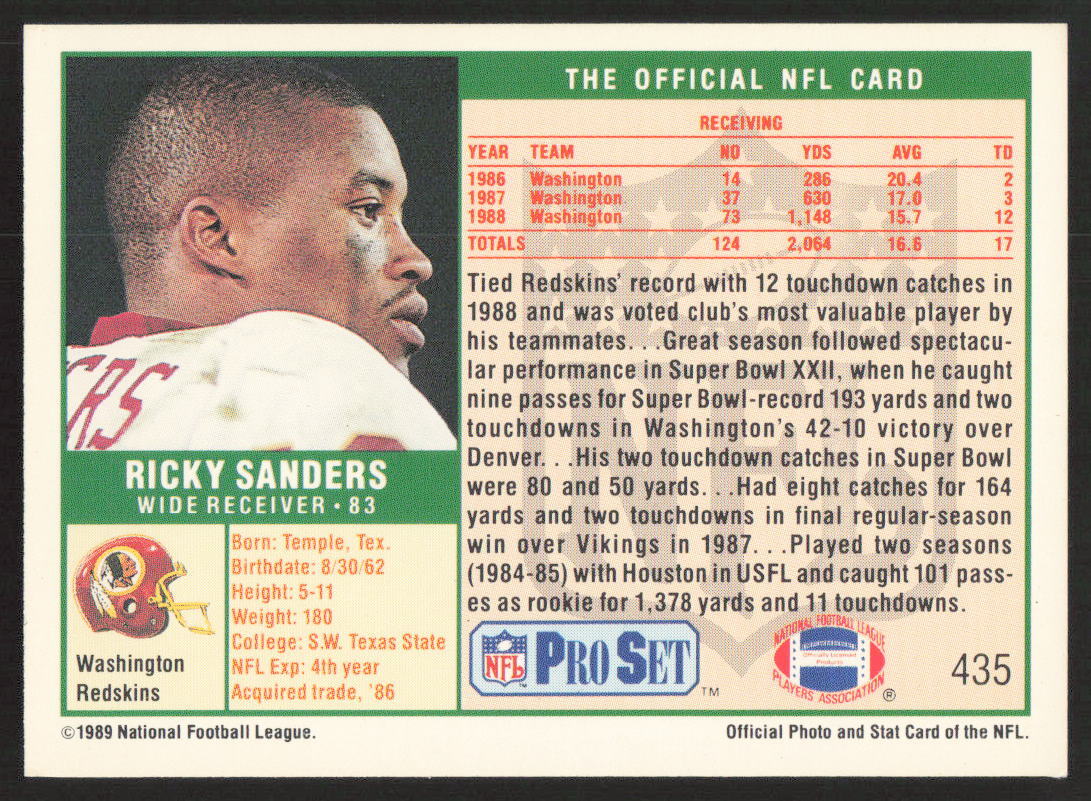 THE OFFICIAL NFL CARD
RECEIVING
YEAR TEAM NO YDS AVG TD
1986 Washington 14 286 20.4 2
1987 Washington 37 630 17.0 3
1988 Washington 73 1,148 15.7 12
TOTALS 124 2,064 16.6 17
Tied Redskins' record with 12 touchdown catches in
1988 and was voted club's most valuable player by
his teammates. . .Great season followed spectacu-
lar performance in Super Bowl XXII, when he caught
nine passes for Super Bowl-record 193 yards and two
touchdowns in Washington's 42-10 victory over
Denver. . .His two touchdown catches in Super Bowl
were 80 and 50 yards. . .Had eight catches for 164
yards and two touchdowns in final regular-season
win over Vikings in 1987. . .Played two seasons
(1984-85) with Houston in USFL and caught 101 pass-
es as rookie for 1,378 yards and 11 touchdowns.
ERS
RICKY SANDERS
WIDE RECEIVER • 83
Washington
Redskins
Born: Temple, Tex.
Birthdate: 8/30/62
Height: 5-11
Weight: 180
College: S.W. Texas State
NFL Exp: 4th year
Acquired trade, '86
NFL PRO SET TM
NATIONAL FOOTBALL LEAGUE
Officially Licensed
Products
PLAYERS ASSOCIATION ®
435
©1989 National Football League.
Official Photo and Stat Card of the NFL.